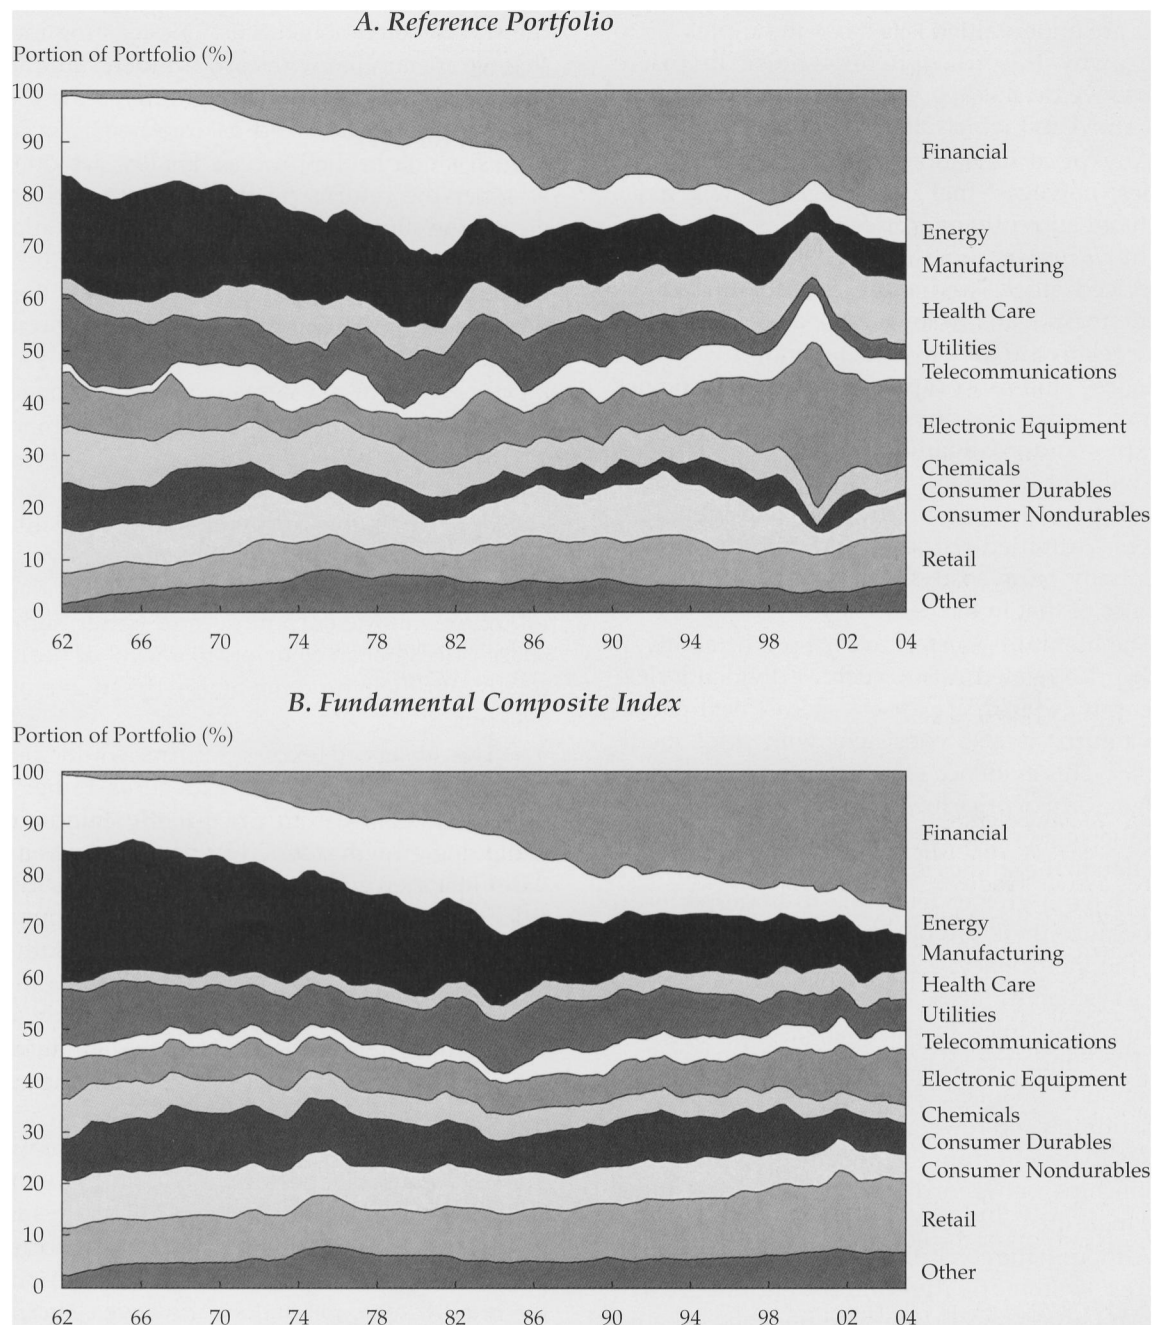 A. Reference Portfolio
Portion of Portfolio (%)
100
90
80
70
60
50
40
30
20
10
0
Financial
Energy
Manufacturing
Health Care
Utilities
Telecommunications
Electronic Equipment
Chemicals
Consumer Durables
Consumer Nondurables
Retail
Other
62 66 70 74 78 82 86 90 94 98 02 04
B. Fundamental Composite Index
Portion of Portfolio (%)
100
90
80
70
60
50
40
30
20
10
0
Financial
Energy
Manufacturing
Health Care
Utilities
Telecommunications
Electronic Equipment
Chemicals
Consumer Durables
Consumer Nondurables
Retail
Other
62 66 70 74 78 82 86 90 94 98 02 04